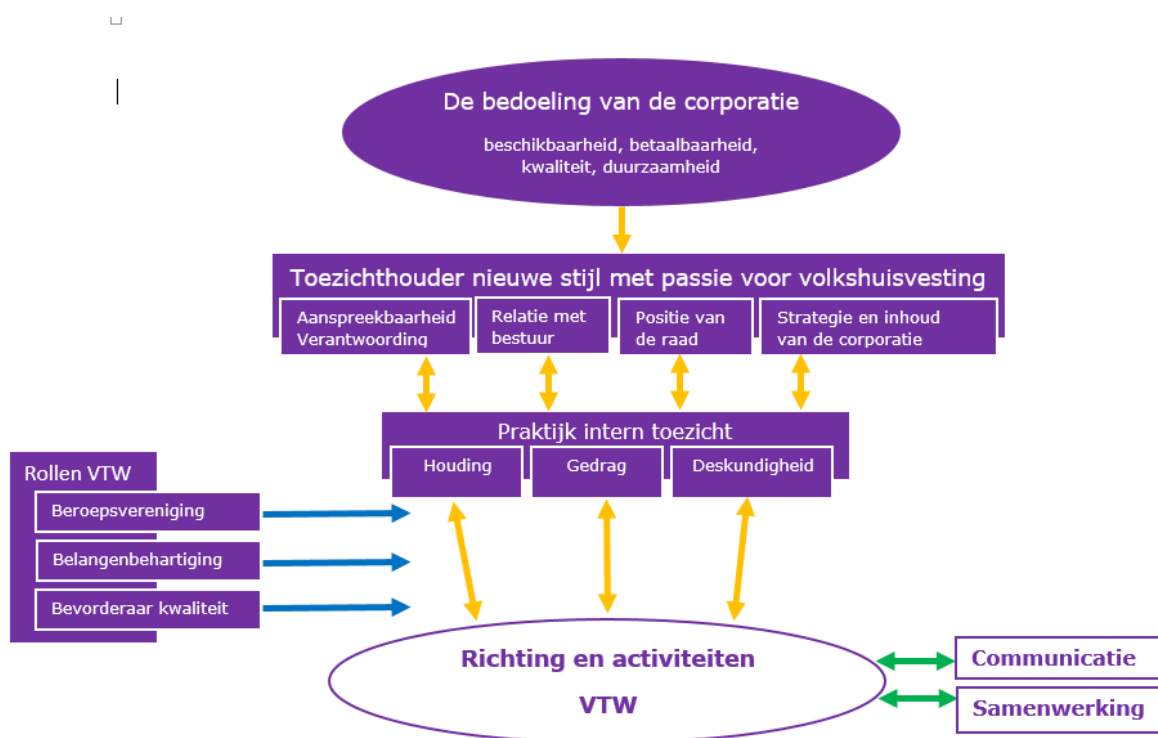 De bedoeling van de corporatie
beschikbaarheid, betaalbaarheid,
kwaliteit, duurzaamheid
Toezichthouder nieuwe stijl met passie voor volkshuisvesting
Aanspreekbaarheid
Verantwoording
Relatie met
bestuur
Positie van
de raad
Strategie en inhoud
van de corporatie
Praktijk intern toezicht
Houding
Gedrag
Deskundigheid
Rollen VTW
Beroepsvereniging
Belangenbehartiging
Bevorderaar kwaliteit
Richting en activiteiten
VTW
Communicatie
Samenwerking